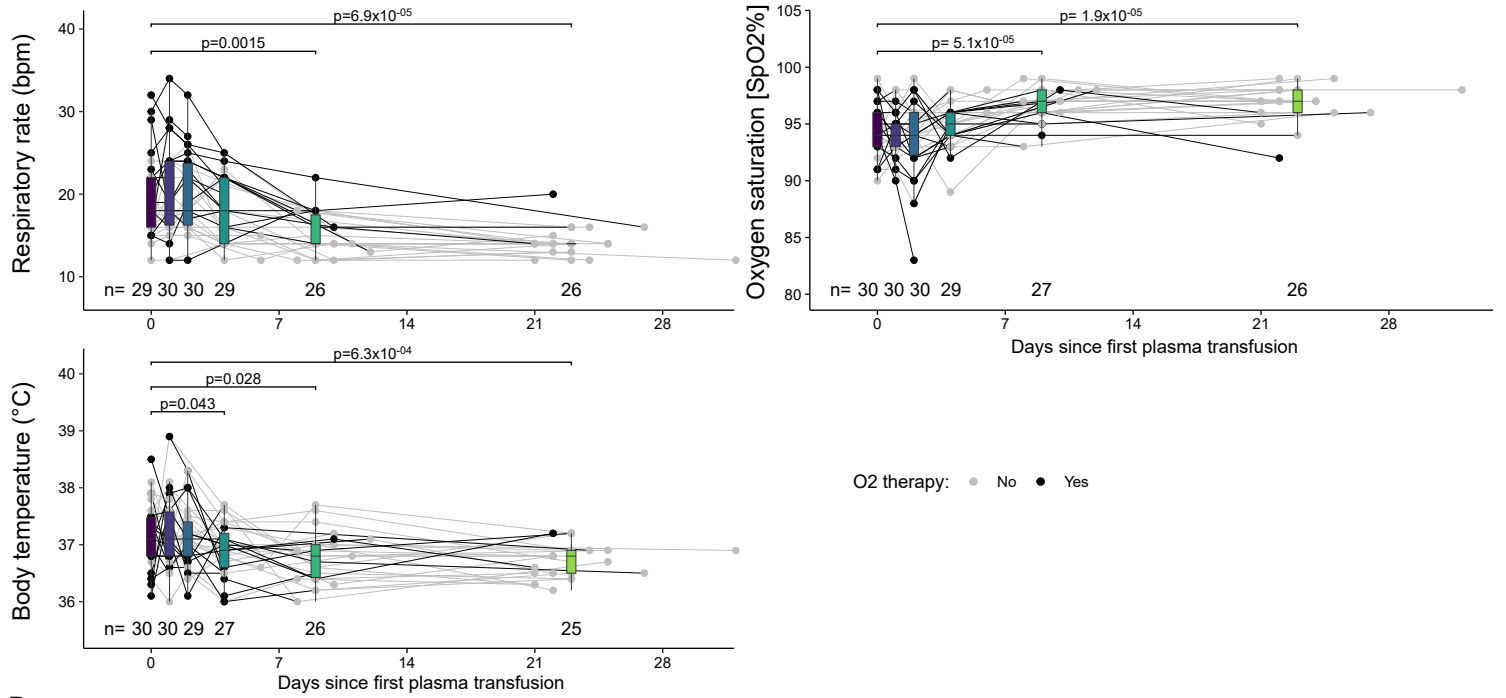 Respiratory rate (bpm)
40
30
20
10
p=6.9x10-05
p=0.0015
n= 29 30 30 29 26 26
0 7 14 21 28
Oxygen saturation [SpO2%]
105
100
95
90
85
80
p= 1.9x10-05
p= 5.1x10-05
n= 30 30 30 29 27 26
0 7 14 21 28
Days since first plasma transfusion
Body temperature (°C)
40
39
38
37
36
p=6.3x10-04
p=0.028
p=0.043
n= 30 30 29 27 26 25
0 7 14 21 28
Days since first plasma transfusion
O2 therapy: No Yes